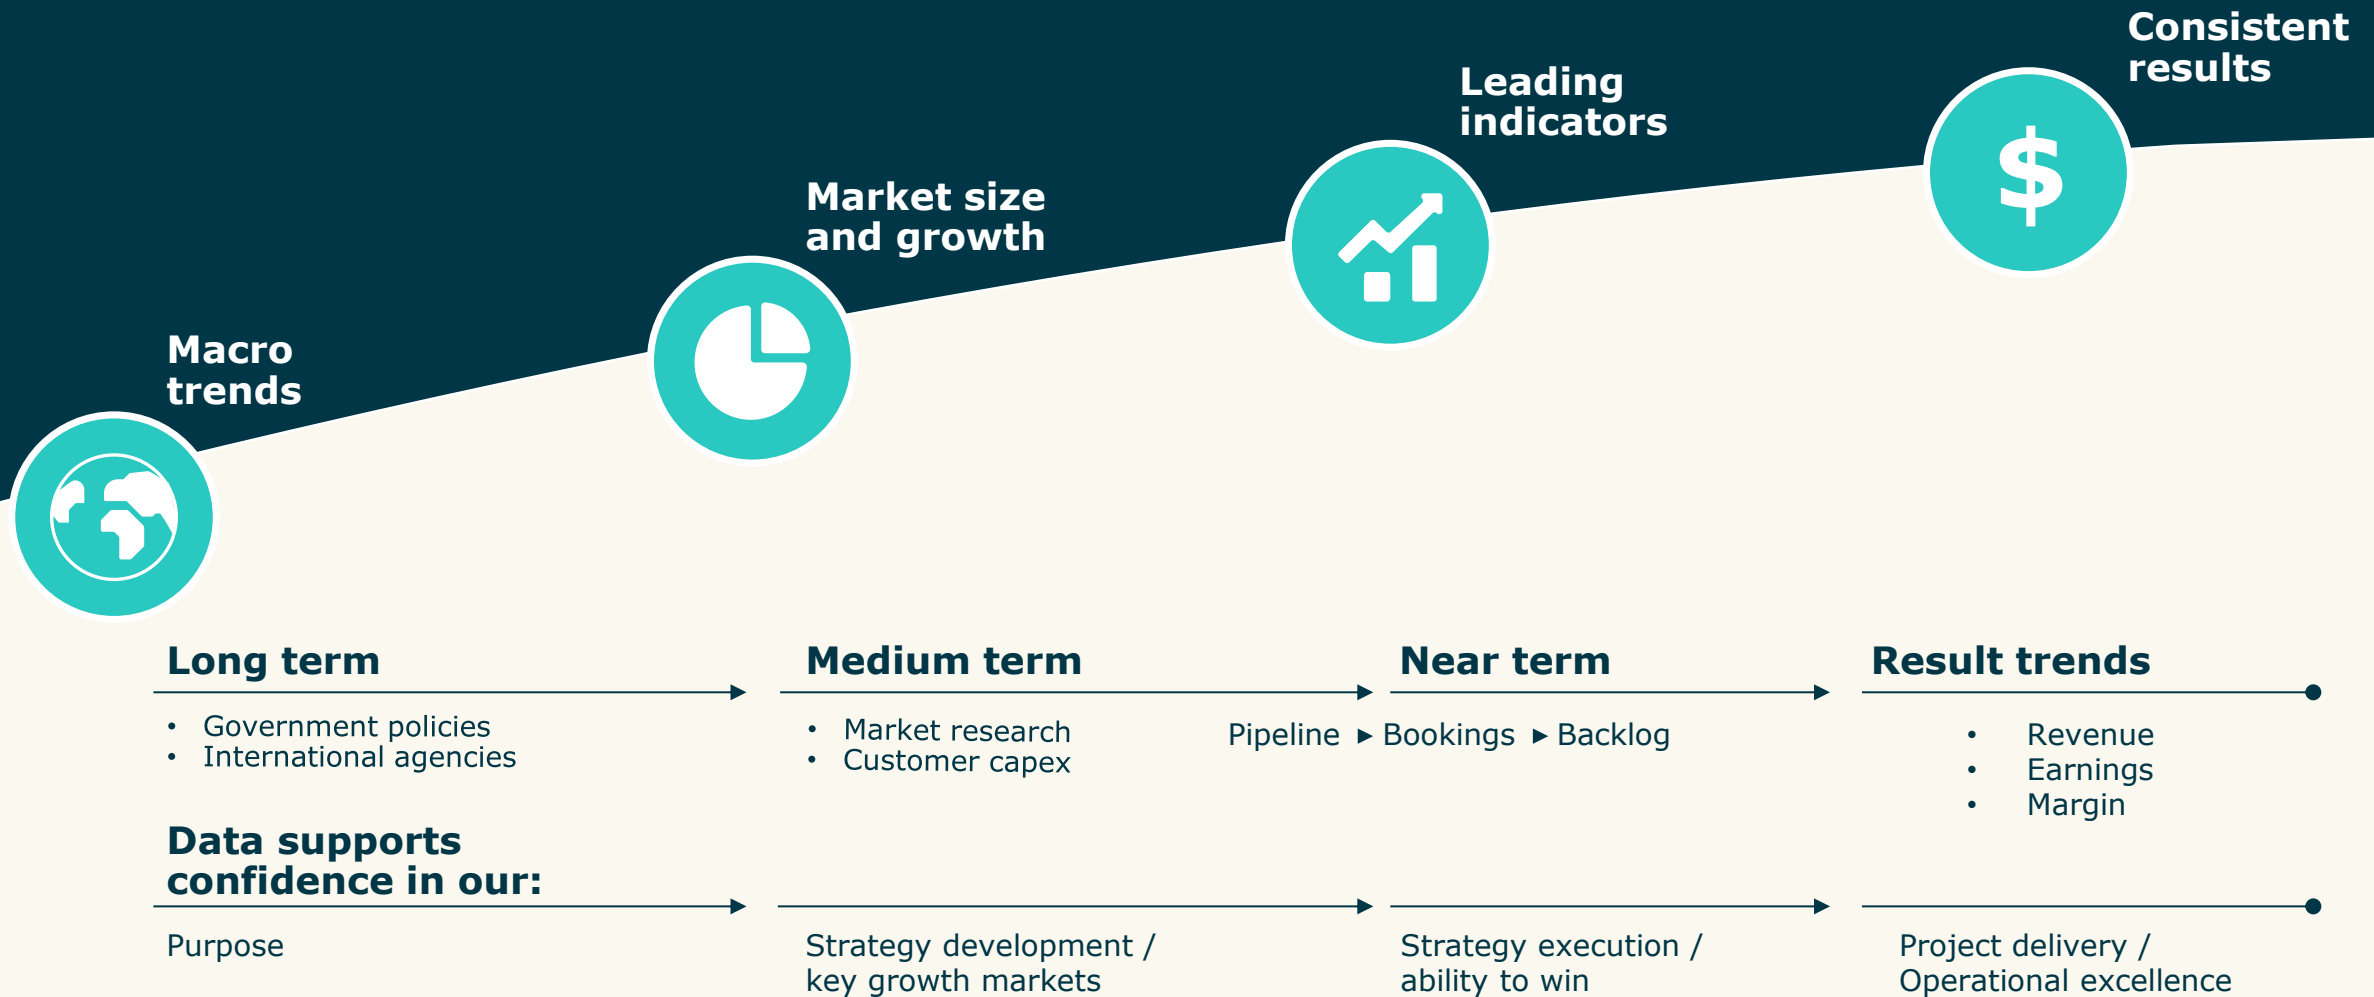 Consistent
results
Leading
indicators
Market size
and growth
Macro
trends
$
Long term
Medium term
Near term
Result trends
• Government policies
• International agencies
• Market research
• Customer capex
Pipeline ▸ Bookings ▸ Backlog
• Revenue
• Earnings
• Margin
Data supports
confidence in our:
Purpose
Strategy development /
key growth markets
Strategy execution /
ability to win
Project delivery /
Operational excellence